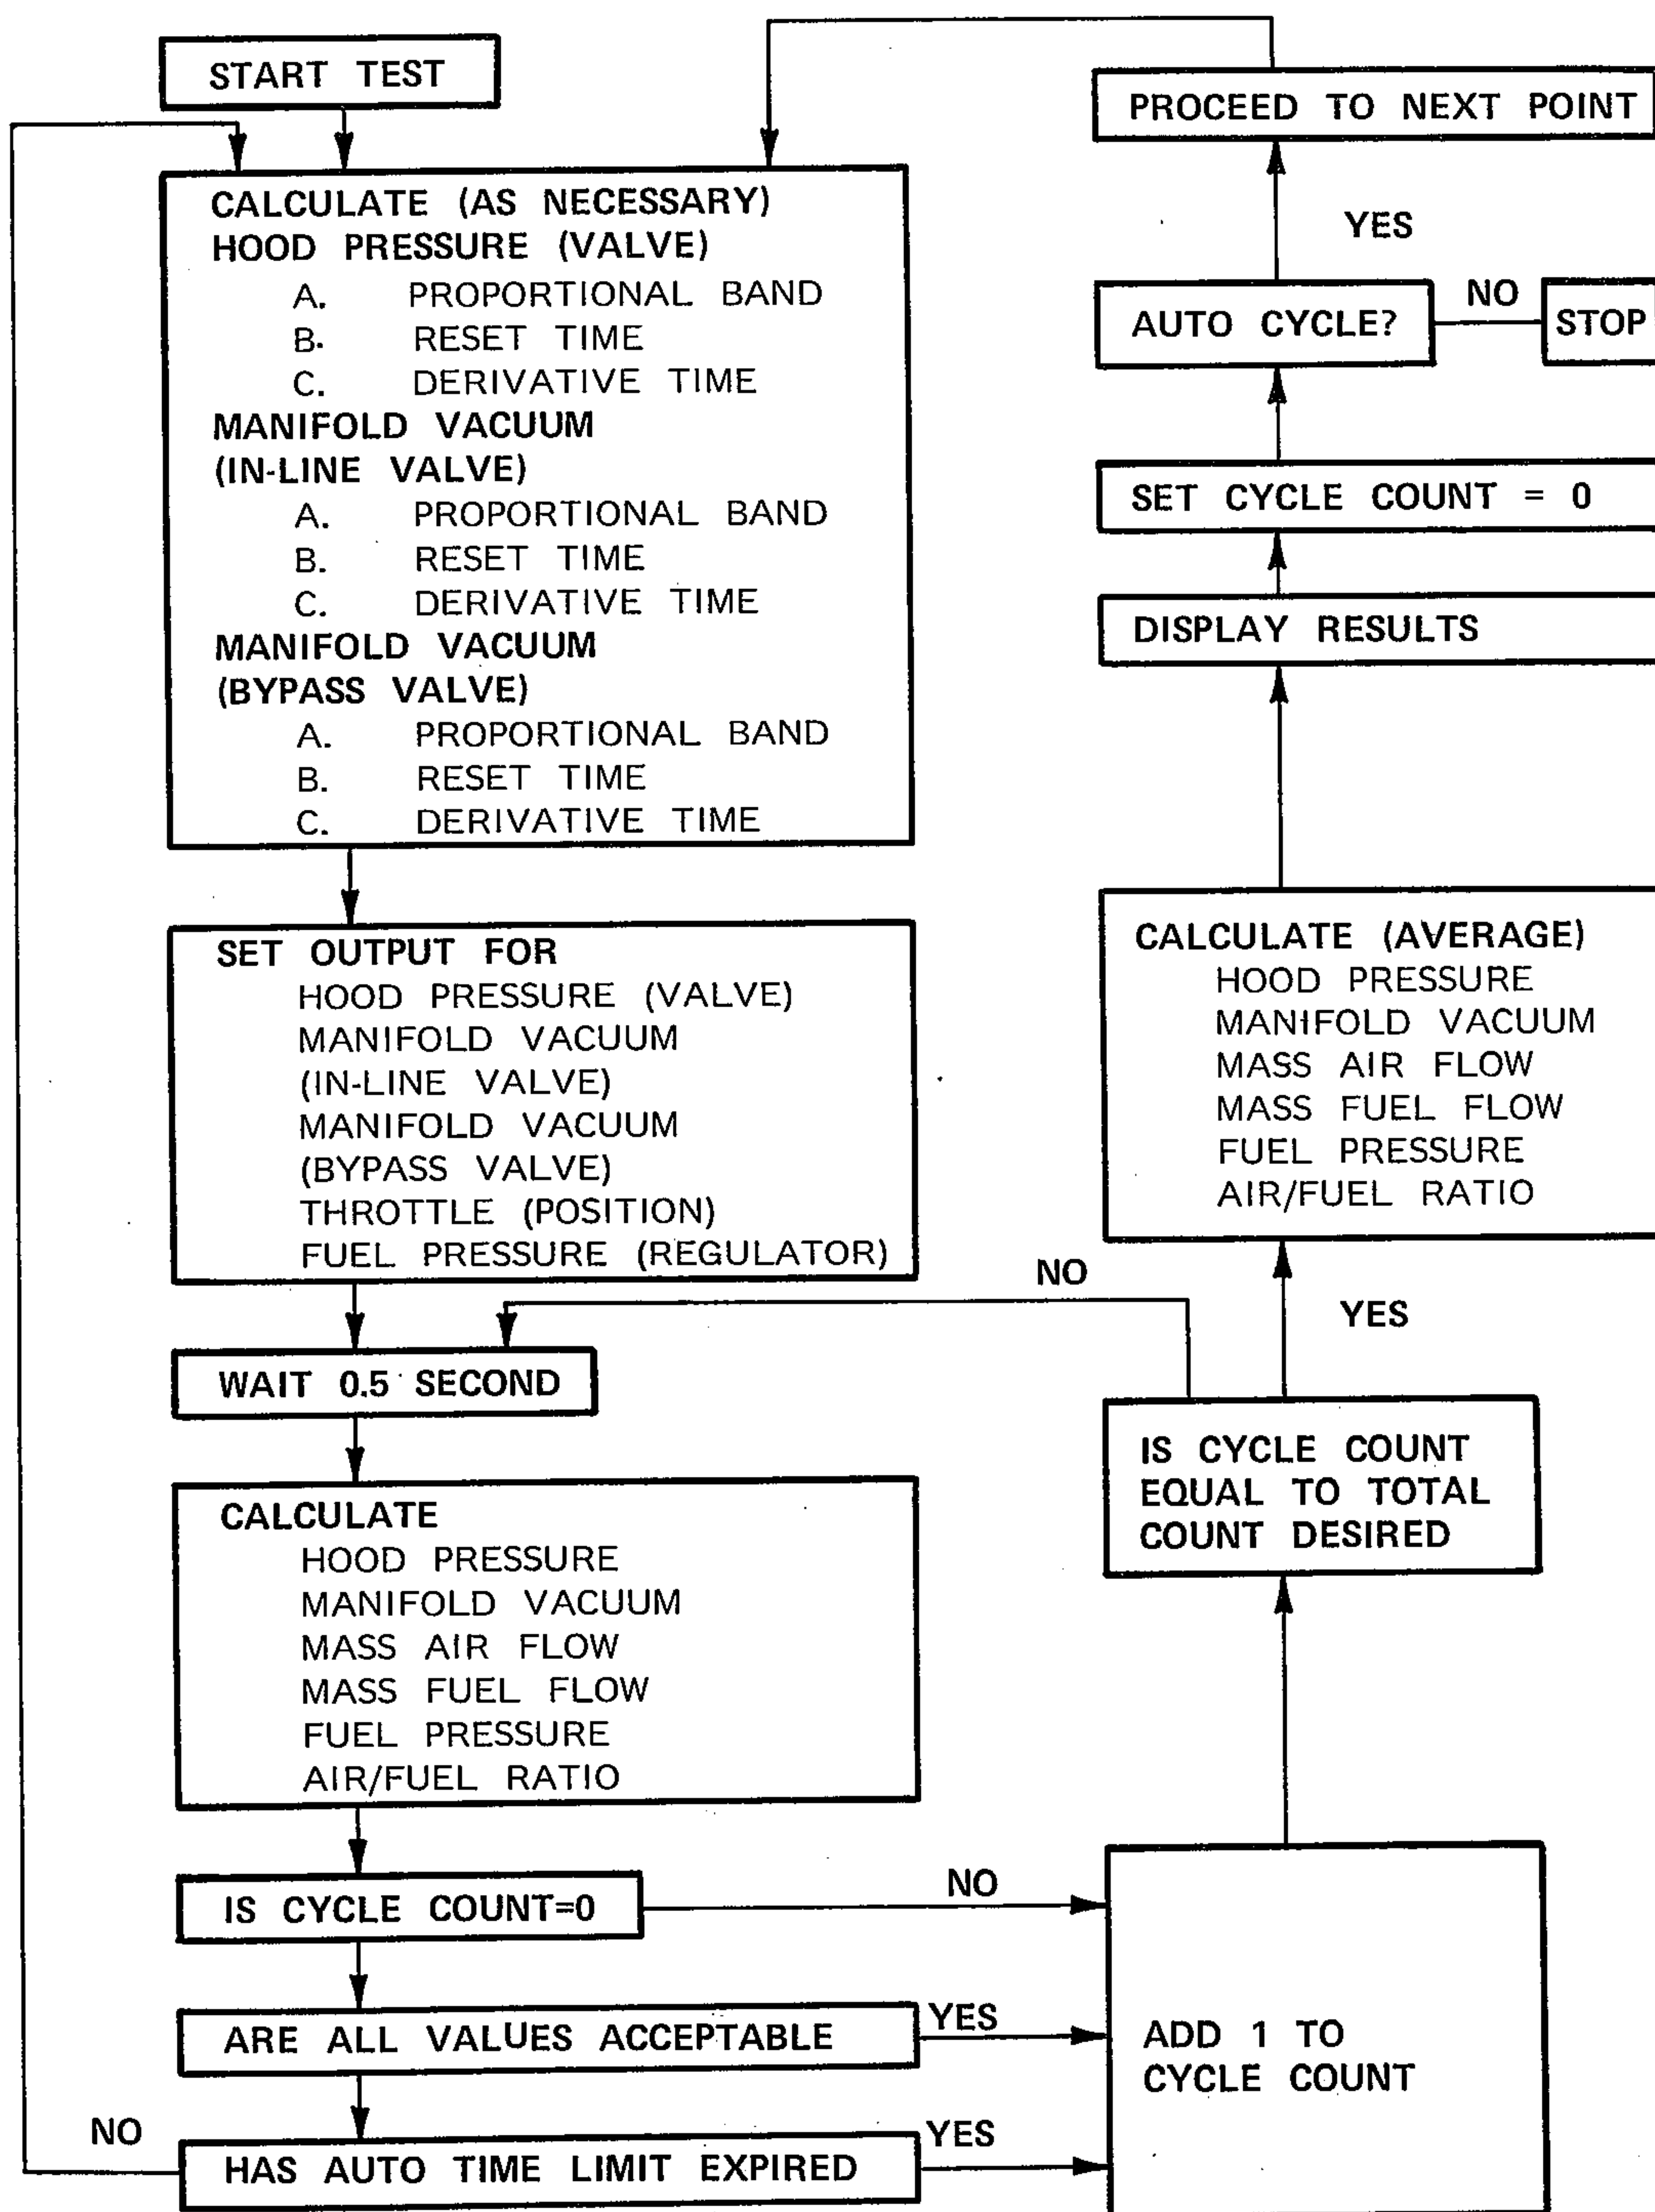 START TEST
CALCULATE (AS NECESSARY)
HOOD PRESSURE (VALVE)
A. PROPORTIONAL BAND
B. RESET TIME
C. DERIVATIVE TIME
MANIFOLD VACUUM
(IN-LINE VALVE)
A. PROPORTIONAL BAND
B. RESET TIME
C. DERIVATIVE TIME
MANIFOLD VACUUM
(BYPASS VALVE)
A. PROPORTIONAL BAND
B. RESET TIME
C. DERIVATIVE TIME
SET OUTPUT FOR
HOOD PRESSURE (VALVE)
MANIFOLD VACUUM
(IN-LINE VALVE)
MANIFOLD VACUUM
(BYPASS VALVE)
THROTTLE (POSITION)
FUEL PRESSURE (REGULATOR)
WAIT 0.5 SECOND
CALCULATE
HOOD PRESSURE
MANIFOLD VACUUM
MASS AIR FLOW
MASS FUEL FLOW
FUEL PRESSURE
AIR/FUEL RATIO
IS CYCLE COUNT=0
NO
ARE ALL VALUES ACCEPTABLE
YES
NO
HAS AUTO TIME LIMIT EXPIRED
YES
ADD 1 TO
CYCLE COUNT
IS CYCLE COUNT
EQUAL TO TOTAL
COUNT DESIRED
NO
YES
CALCULATE (AVERAGE)
HOOD PRESSURE
MANIFOLD VACUUM
MASS AIR FLOW
MASS FUEL FLOW
FUEL PRESSURE
AIR/FUEL RATIO
DISPLAY RESULTS
SET CYCLE COUNT = 0
AUTO CYCLE?
NO
STOP
YES
PROCEED TO NEXT POINT